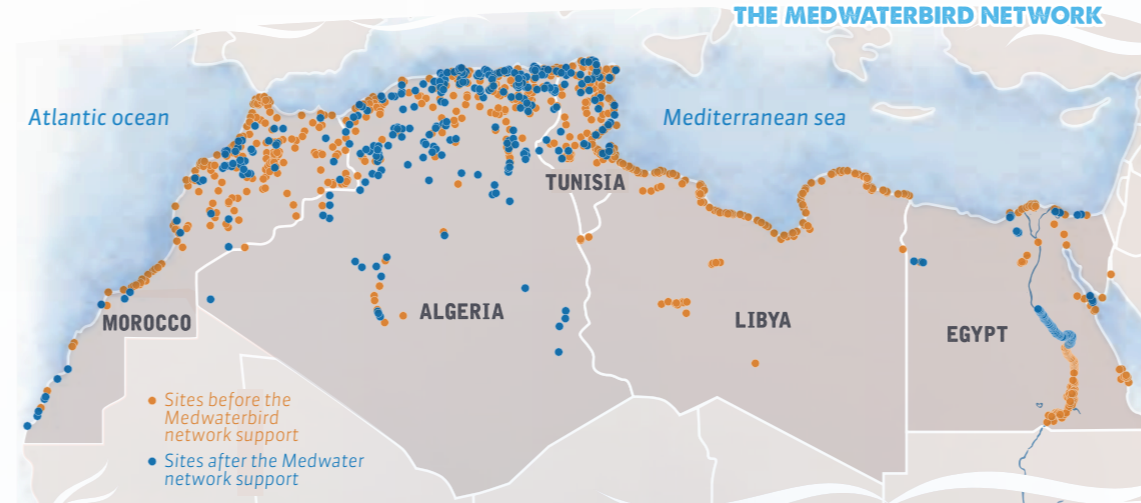 THE MEDWATERBIRD NETWORK
Atlantic ocean
Mediterranean sea
TUNISIA
MOROCCO
ALGERIA
LIBYA
EGYPT
Sites before the
Medwaterbird
network support
Sites after the Medwater
network support